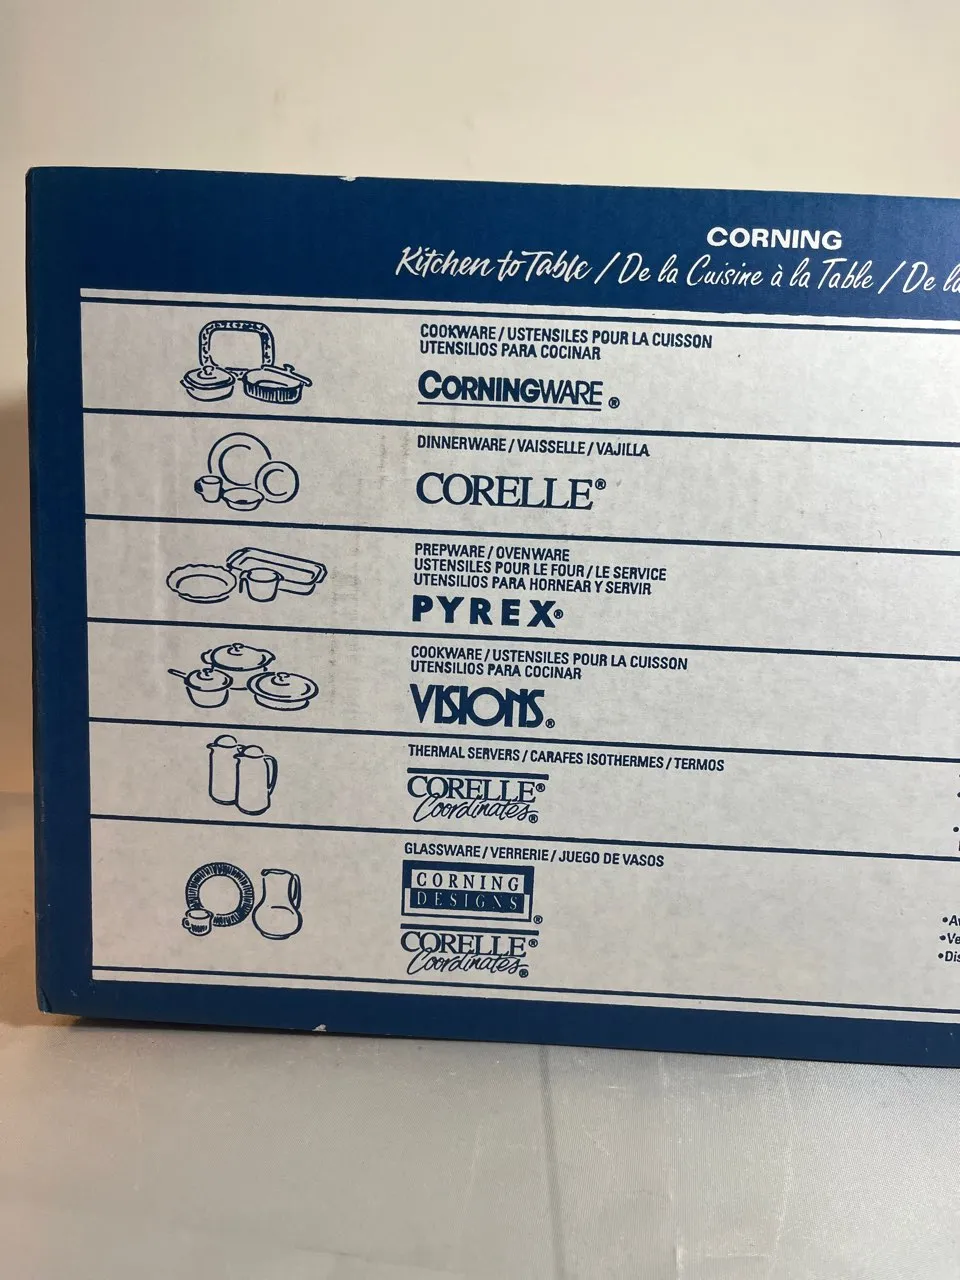 CORNING
Kitchen to Table / De la Cuisine à la Table / De la
COOKWARE / USTENSILES POUR LA CUISSON
UTENSILIOS PARA COCINAR
CORNINGWARE®
DINNERWARE / VAISSELLE / VAJILLA
CORELLE®
PREPWARE / OVENWARE
USTENSILES POUR LE FOUR / LE SERVICE
UTENSILIOS PARA HORNEAR Y SERVIR
PYREX®
COOKWARE / USTENSILES POUR LA CUISSON
UTENSILIOS PARA COCINAR
VISIONS®
THERMAL SERVERS / CARAFES ISOTHERMES / TERMOS
CORELLE®
Coordinates®
GLASSWARE / VERRERIE / JUEGO DE VASOS
CORNING
DESIGNS®
CORELLE®
Coordinates®
•Av
•Ve
•Dis